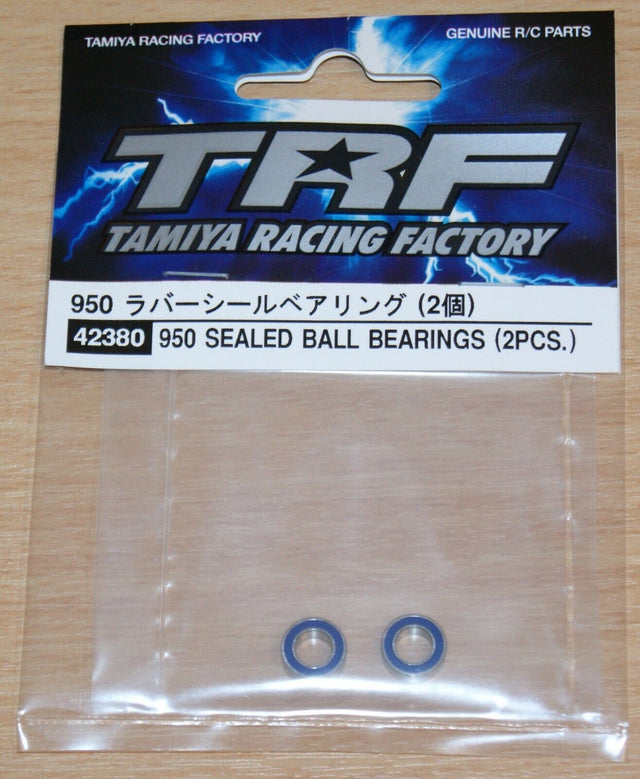 TAMIYA RACING FACTORY
GENUINE R/C PARTS
TRF
TAMIYA RACING FACTORY
950 ラバーシールベアリング (2個)
42380 950 SEALED BALL BEARINGS (2PCS.)